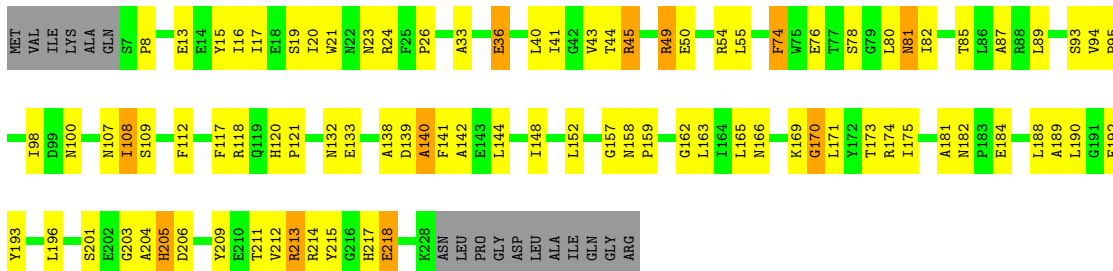 MET VAL ILE LYS ALA GLN S7 P8 E13 E14 Y15 I16 I17 E18 S19 I20 W21 N22 N23 R24 F25 P26 A33 E36 L40 I41 G42 V43 T44 R45 R49 E50 R54 L55 F74 W75 E76 T77 S78 G79 L80 N81 I82 T85 L86 A87 R88 L89 S93 V94
I98 D99 N100 N107 I108 S109 F112 F117 R118 Q119 H120 P121 N132 E133 A138 D139 A140 F141 A142 E143 L144 I148 L152 G157 N158 P159 G162 L163 I164 L165 N166 K169 G170 L171 Y172 T173 R174 I175 A181 N182 P183 E184 L188 A189 L190 G191
Y193 L196 S201 E202 G203 A204 H205 D206 Y209 E210 T211 V212 R213 R214 Y215 G216 H217 E218 K228 ASN LEU PRO GLY ASP LEU ALA ILE GLN GLY ARG